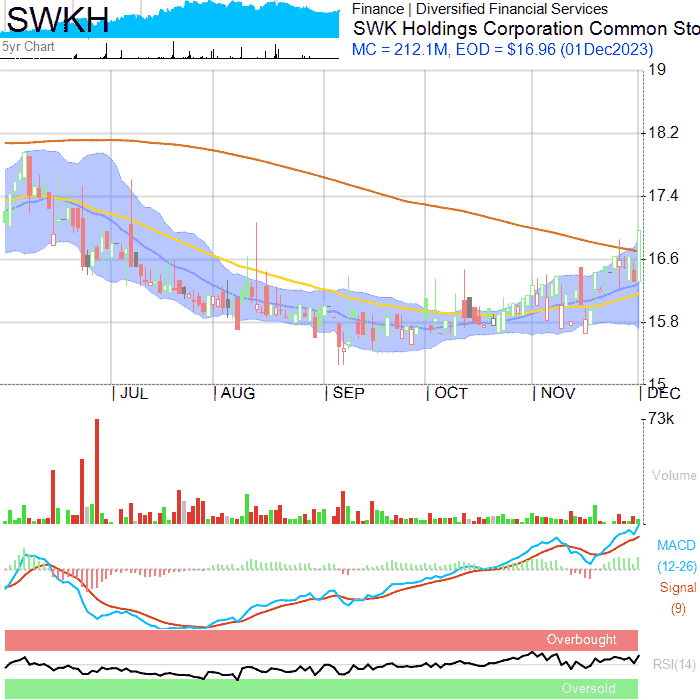 SWKH
Finance | Diversified Financial Services
SWK Holdings Corporation Common Sto
5yr Chart
MC = 212.1M, EOD = $16.96 (01Dec2023)
19
18.2
17.4
16.6
15.8
15
JUL AUG SEP OCT NOV DEC
73k
Volume
MACD
(12-26)
Signal
(9)
Overbought
RSI(14)
Oversold